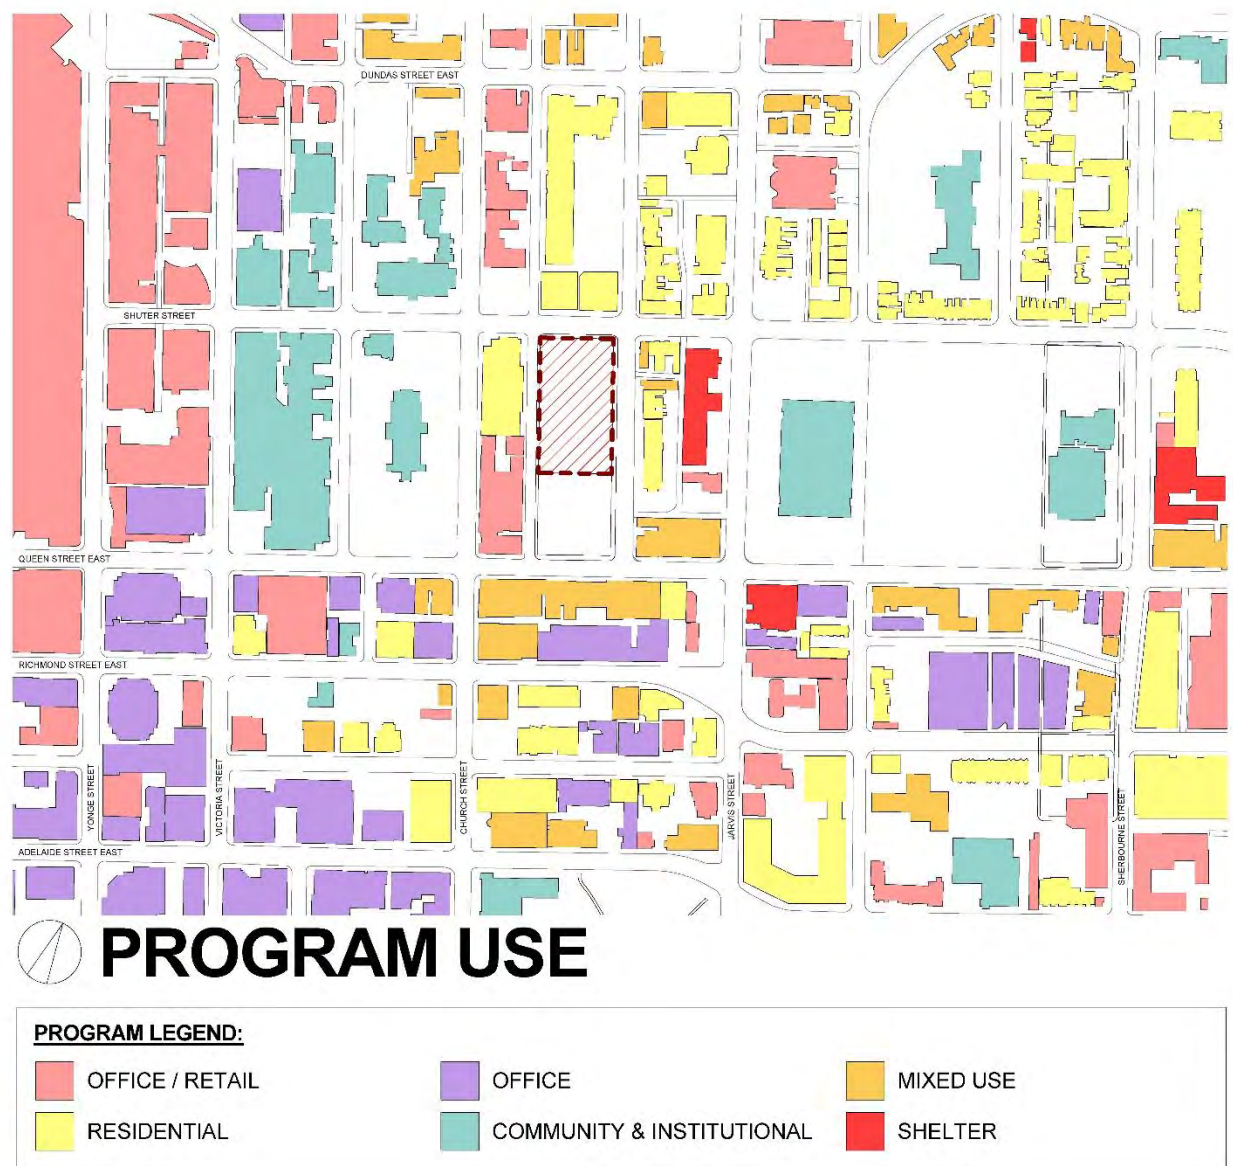 DUNDAS STREET EAST
SHUTER STREET
QUEEN STREET EAST
RICHMOND STREET EAST
YONGE STREET
VICTORIA STREET
CHURCH STREET
JARVIS STREET
SHERBOURNE STREET
ADELAIDE STREET EAST
PROGRAM USE
PROGRAM LEGEND:
OFFICE / RETAIL
OFFICE
MIXED USE
RESIDENTIAL
COMMUNITY & INSTITUTIONAL
SHELTER